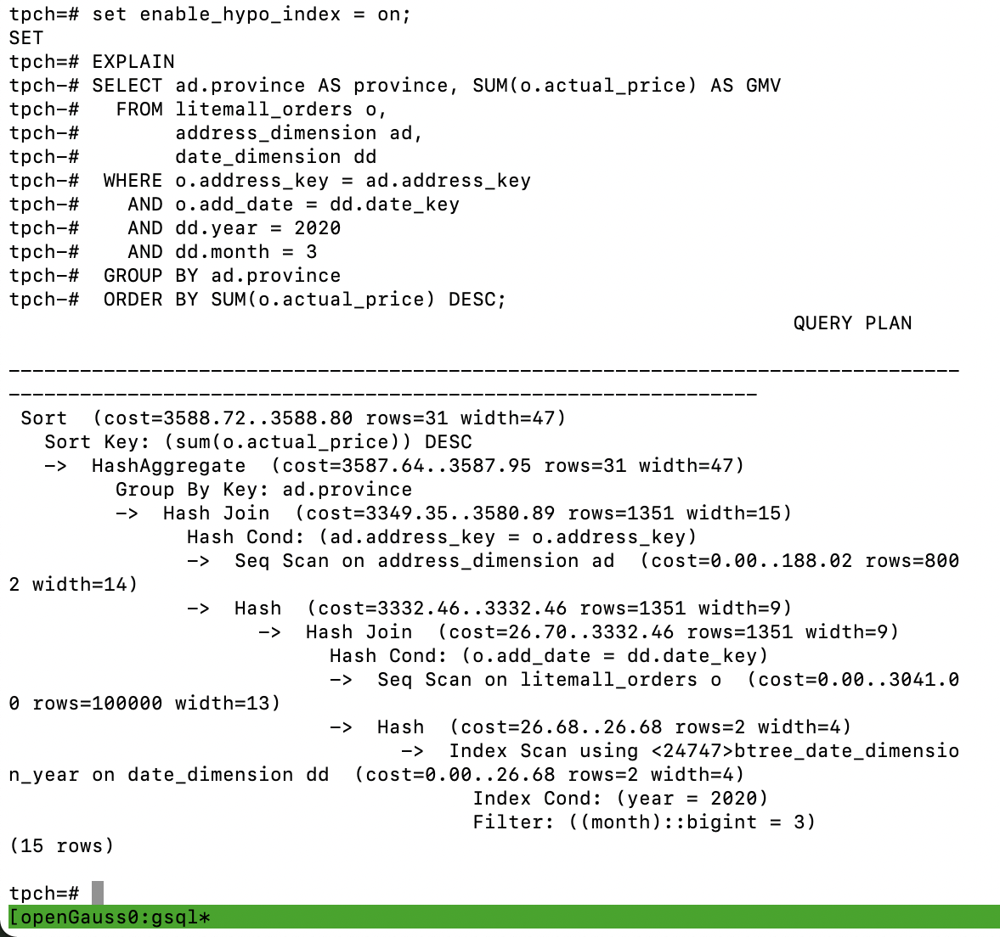 tpch=# set enable_hypo_index = on;
SET
tpch=# EXPLAIN
tpch-# SELECT ad.province AS province, SUM(o.actual_price) AS GMV
tpch-#   FROM litemall_orders o,
tpch-#        address_dimension ad,
tpch-#        date_dimension dd
tpch-#  WHERE o.address_key = ad.address_key
tpch-#    AND o.add_date = dd.date_key
tpch-#    AND dd.year = 2020
tpch-#    AND dd.month = 3
tpch-#  GROUP BY ad.province
tpch-#  ORDER BY SUM(o.actual_price) DESC;
                                                                  QUERY PLAN
--------------------------------------------------------------------------------
---------------------------------------------------------------
 Sort  (cost=3588.72..3588.80 rows=31 width=47)
   Sort Key: (sum(o.actual_price)) DESC
   ->  HashAggregate  (cost=3587.64..3587.95 rows=31 width=47)
         Group By Key: ad.province
         ->  Hash Join  (cost=3349.35..3580.89 rows=1351 width=15)
               Hash Cond: (ad.address_key = o.address_key)
               ->  Seq Scan on address_dimension ad  (cost=0.00..188.02 rows=800
2 width=14)
               ->  Hash  (cost=3332.46..3332.46 rows=1351 width=9)
                     ->  Hash Join  (cost=26.70..3332.46 rows=1351 width=9)
                           Hash Cond: (o.add_date = dd.date_key)
                           ->  Seq Scan on litemall_orders o  (cost=0.00..3041.0
0 rows=100000 width=13)
                           ->  Hash  (cost=26.68..26.68 rows=2 width=4)
                                 ->  Index Scan using <24747>btree_date_dimensio
n_year on date_dimension dd  (cost=0.00..26.68 rows=2 width=4)
                                       Index Cond: (year = 2020)
                                       Filter: ((month)::bigint = 3)
(15 rows)
tpch=#
[openGauss0:gsql*